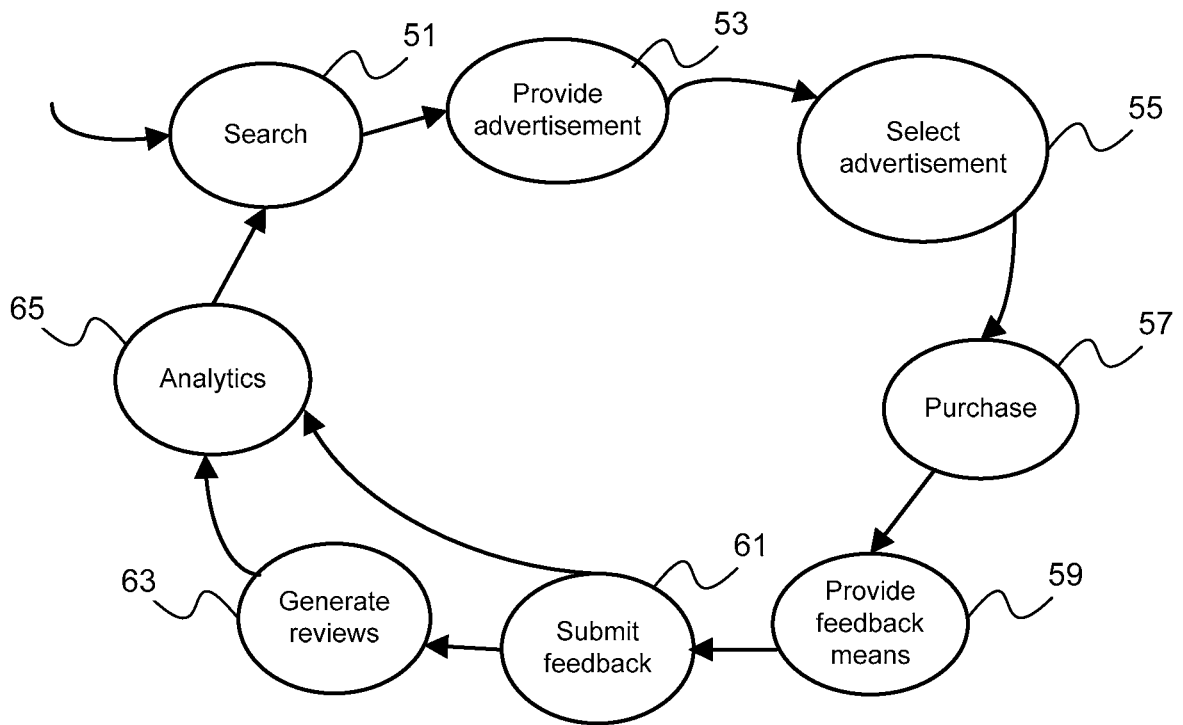 51
Search
53
Provide
advertisement
55
Select
advertisement
57
Purchase
59
Provide
feedback
means
61
Submit
feedback
63
Generate
reviews
65
Analytics